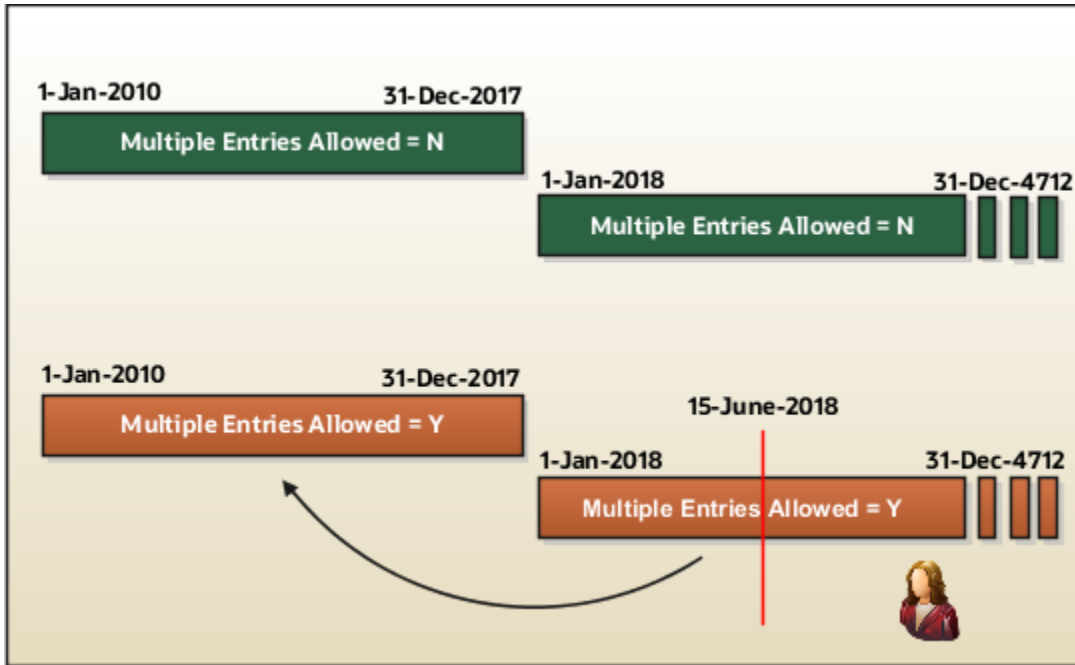 1-Jan-2010 31-Dec-2017
Multiple Entries Allowed = N
1-Jan-2018 31-Dec-4712
Multiple Entries Allowed = N
1-Jan-2010 31-Dec-2017
Multiple Entries Allowed = Y
15-June-2018
1-Jan-2018 31-Dec-4712
Multiple Entries Allowed = Y